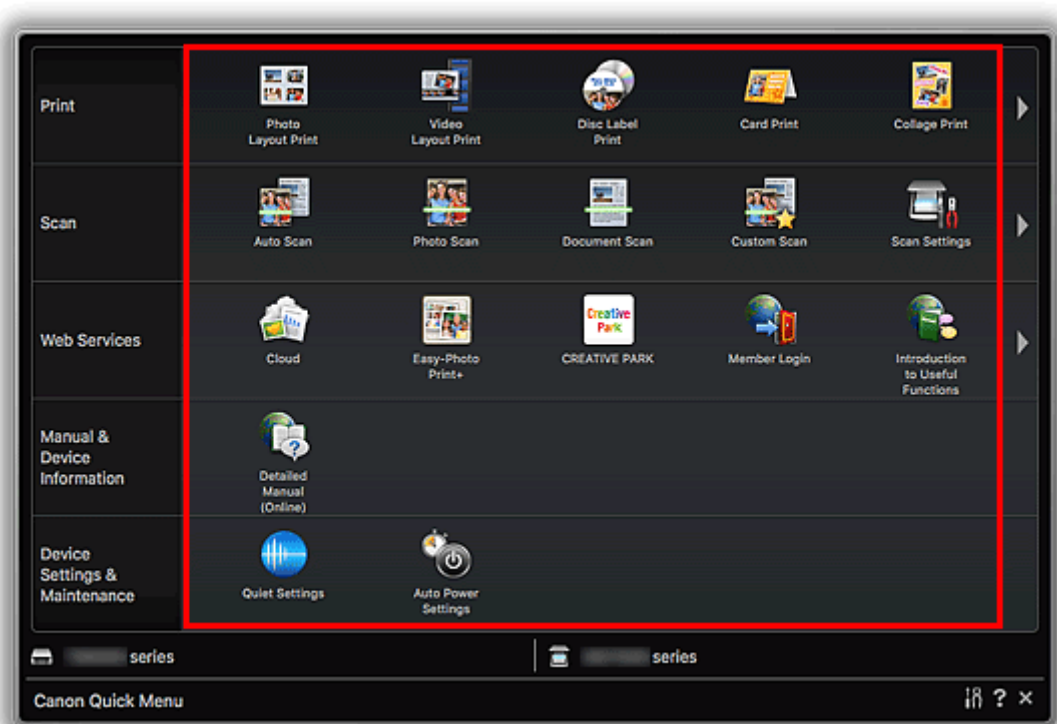 Print
Photo
Layout Print
Video
Layout Print
Disc Label
Print
Card Print
Collage Print
Scan
Auto Scan
Photo Scan
Document Scan
Custom Scan
Scan Settings
Web Services
Cloud
Easy-Photo
Print+
Creative
Park
CREATIVE PARK
Member Login
Introduction
to Useful
Functions
Manual &
Device
Information
Detailed
Manual
(Online)
Device
Settings &
Maintenance
Quiet Settings
Auto Power
Settings
series
series
Canon Quick Menu